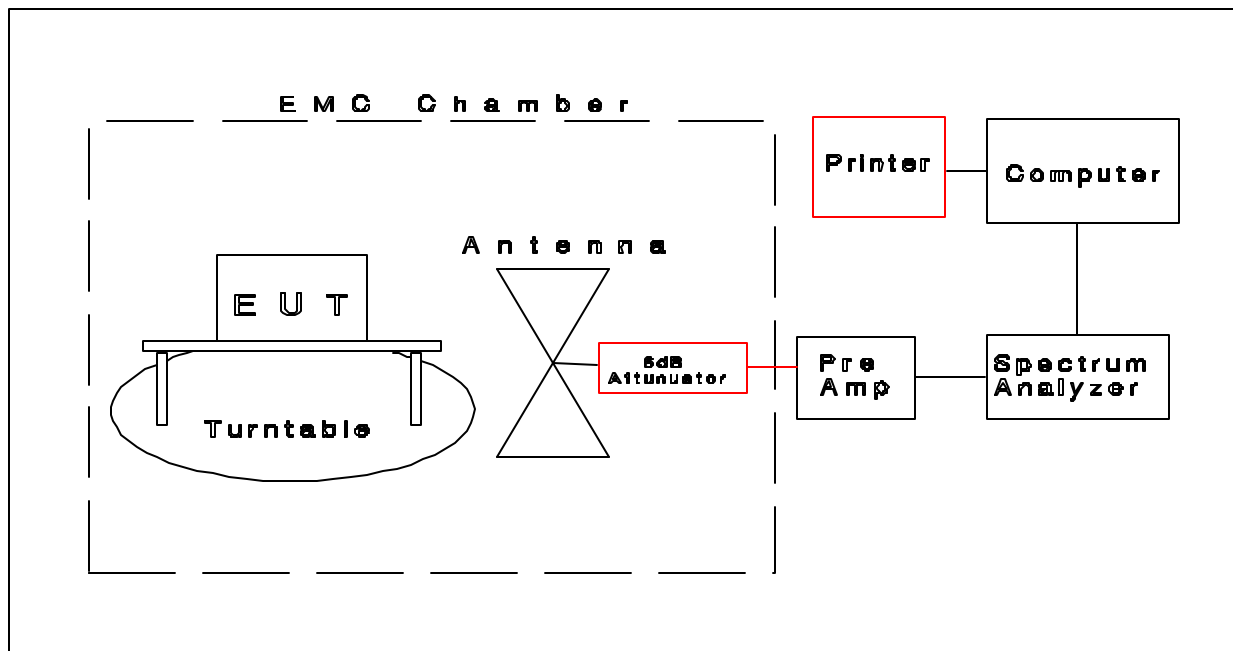 EMC Chamber
Printer
Computer
Antenna
EUT
6dB
Attunuator
Pre
Amp
Spectrum
Analyzer
Turntable